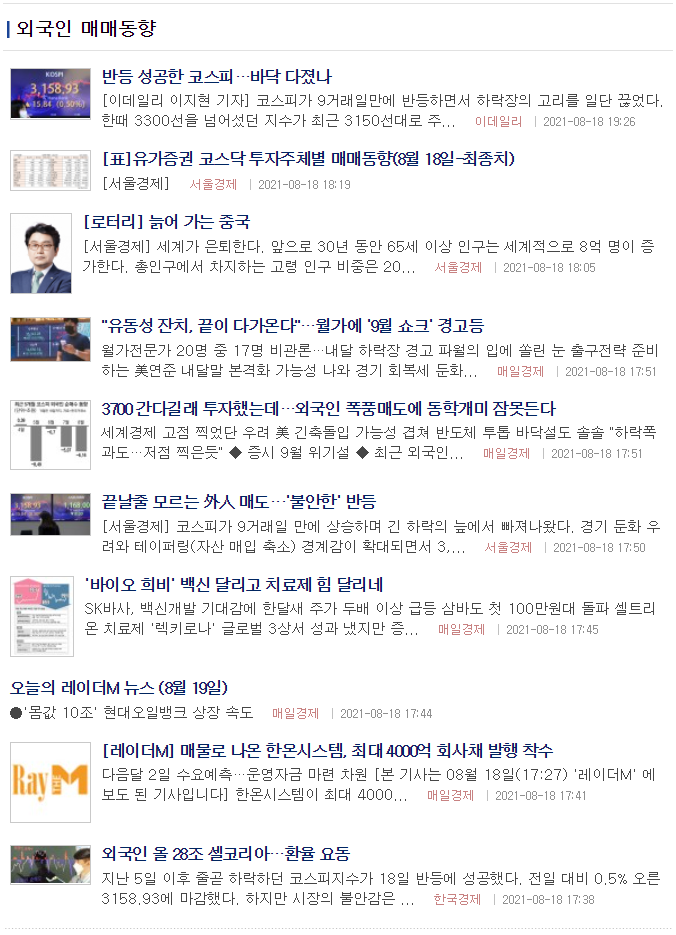 외국인 매매동향
KOSPI
3,158.93
15.84 (0.50%)
반등 성공한 코스피…바닥 다졌나
[이데일리 이지현 기자] 코스피가 9거래일만에 반등하면서 하락장의 고리를 일단 끊었다.
한때 3300선을 넘어섰던 지수가 최근 3150선대로 주... 이데일리 | 2021-08-18 19:26
[표]유가증권 코스닥 투자주체별 매매동향(8월 18일-최종치)
[서울경제] 서울경제 | 2021-08-18 18:19
[로터리] 늙어 가는 중국
[서울경제] 세계가 은퇴한다. 앞으로 30년 동안 65세 이상 인구는 세계적으로 8억 명이 증
가한다. 총인구에서 차지하는 고령 인구 비중은 20... 서울경제 | 2021-08-18 18:05
"유동성 잔치, 끝이 다가온다"…월가에 '9월 쇼크' 경고등
월가전문가 20명 중 17명 비관론…내달 하락장 경고 파월의 입에 쏠린 눈 출구전략 준비
하는 美연준 내달말 본격화 가능성 나와 경기 회복세 둔화... 매일경제 | 2021-08-18 17:51
3700 간다길래 투자했는데…외국인 폭풍매도에 동학개미 잠못든다
세계경제 고점 찍었단 우려 美 긴축돌입 가능성 겹쳐 반도체 투톱 바닥설도 솔솔 "하락폭
과도…저점 찍은듯" ◆ 증시 9월 위기설 ◆ 최근 외국인... 매일경제 | 2021-08-18 17:51
3158.93
끝날줄 모르는 外人 매도…'불안한' 반등
[서울경제] 코스피가 9거래일 만에 상승하며 긴 하락의 늪에서 빠져나왔다. 경기 둔화 우
려와 테이퍼링(자산 매입 축소) 경계감이 확대되면서 3,... 서울경제 | 2021-08-18 17:50
'바이오 희비' 백신 달리고 치료제 힘 달리네
SK바사, 백신개발 기대감에 한달새 주가 두배 이상 급등 삼바도 첫 100만원대 돌파 셀트리
온 치료제 '렉키로나' 글로벌 3상서 성과 냈지만 증... 매일경제 | 2021-08-18 17:45
오늘의 레이더M 뉴스 (8월 19일)
●'몸값 10조' 현대오일뱅크 상장 속도 매일경제 | 2021-08-18 17:44
Ray M
[레이더M] 매물로 나온 한온시스템, 최대 4000억 회사채 발행 착수
다음달 2일 수요예측…운영자금 마련 차원 [본 기사는 08월 18일(17:27) '레이더M' 에
보도 된 기사입니다] 한온시스템이 최대 4000... 매일경제 | 2021-08-18 17:41
외국인 올 28조 셀코리아…환율 요동
지난 5일 이후 줄곧 하락하던 코스피지수가 18일 반등에 성공했다. 전일 대비 0.5% 오른
3158.93에 마감했다. 하지만 시장의 불안감은 ... 한국경제 | 2021-08-18 17:38